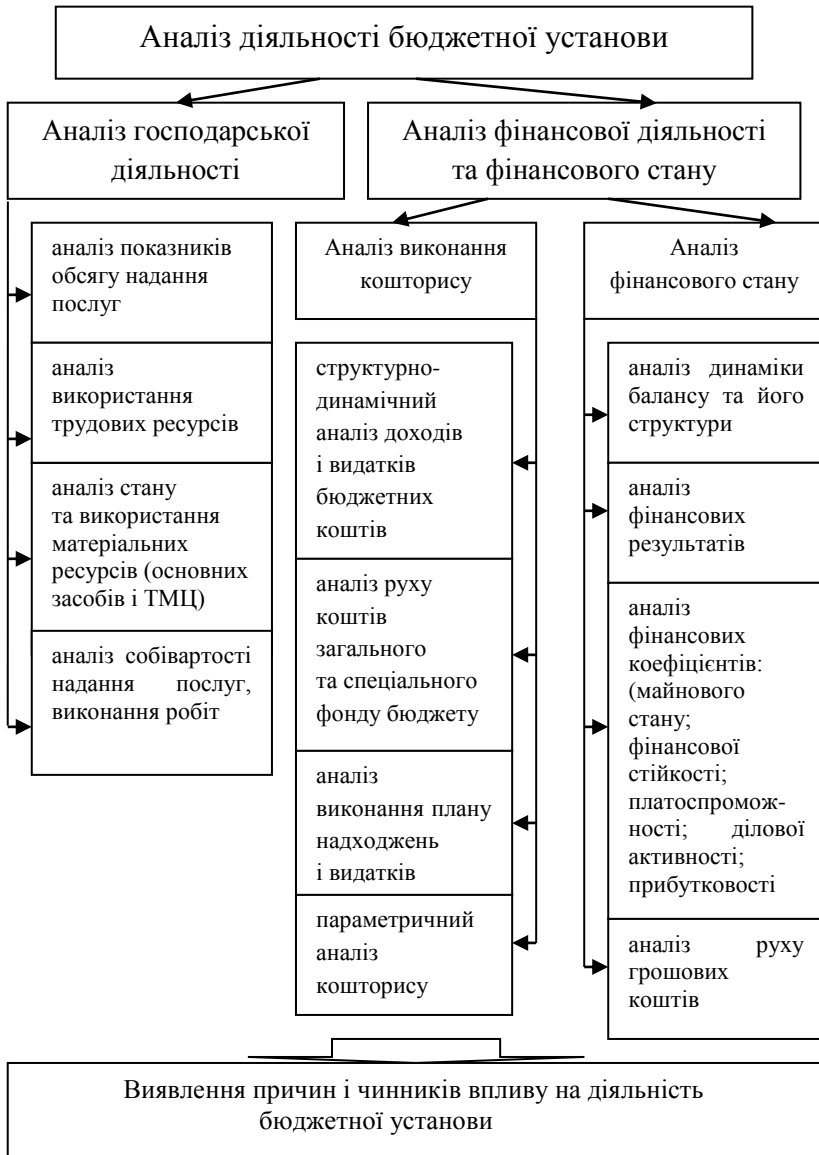 Аналіз діяльності бюджетної установи
Аналіз господарської
діяльності
Аналіз фінансової діяльності
та фінансового стану
аналіз показників
обсягу надання
послуг
аналіз
використання
трудових ресурсів
аналіз стану
та використання
матеріальних
ресурсів (основних
засобів і ТМЦ)
аналіз собівартості
надання послуг,
виконання робіт
Аналіз виконання
кошторису
структурно-
динамічний
аналіз доходів
і видатків
бюджетних
коштів
аналіз руху
коштів
загального
та спеціального
фонду бюджету
аналіз
виконання плану
надходжень
і видатків
параметричний
аналіз
кошторису
Аналіз
фінансового стану
аналіз динаміки
балансу та його
структури
аналіз
фінансових
результатів
аналіз
фінансових
коефіцієнтів:
(майнового
стану;
фінансової
стійкості;
платоспромож-
ності; ділової
активності;
прибутковості
аналіз руху
грошових
коштів
Виявлення причин і чинників впливу на діяльність
бюджетної установи